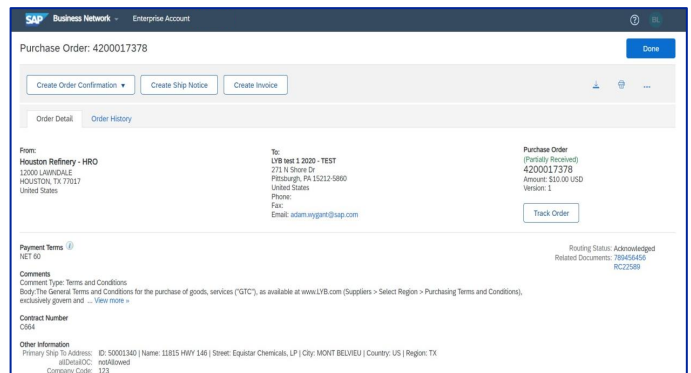 SAP Business Network Enterprise Account BL
Purchase Order: 4200017378
Done
Create Order Confirmation ▼ Create Ship Notice Create Invoice ...
Order Detail Order History
From:
Houston Refinery - HRO
12000 LAWNDALE
HOUSTON, TX 77017
United States
To:
LYB test 1 2020 - TEST
271 N Shore Dr
Pittsburgh, PA 15212-5860
United States
Phone:
Fax:
Email: adam.wygant@sap.com
Purchase Order
(Partially Received)
4200017378
Amount: $10.00 USD
Version: 1
Track Order
Payment Terms
NET 60
Routing Status: Acknowledged
Related Documents: 789456456
RC22589
Comments
Comment Type: Terms and Conditions
Body:The General Terms and Conditions for the purchase of goods, services ("GTC"), as available at www.LYB.com (Suppliers > Select Region > Purchasing Terms and Conditions),
exclusively govern and ... View more »
Contract Number
C664
Other Information
Primary Ship To Address: ID: 50001340 | Name: 11815 HWY 146 | Street: Equistar Chemicals, LP | City: MONT BELVIEU | Country: US | Region: TX
allDetailOC: notAllowed
Company Code: 123